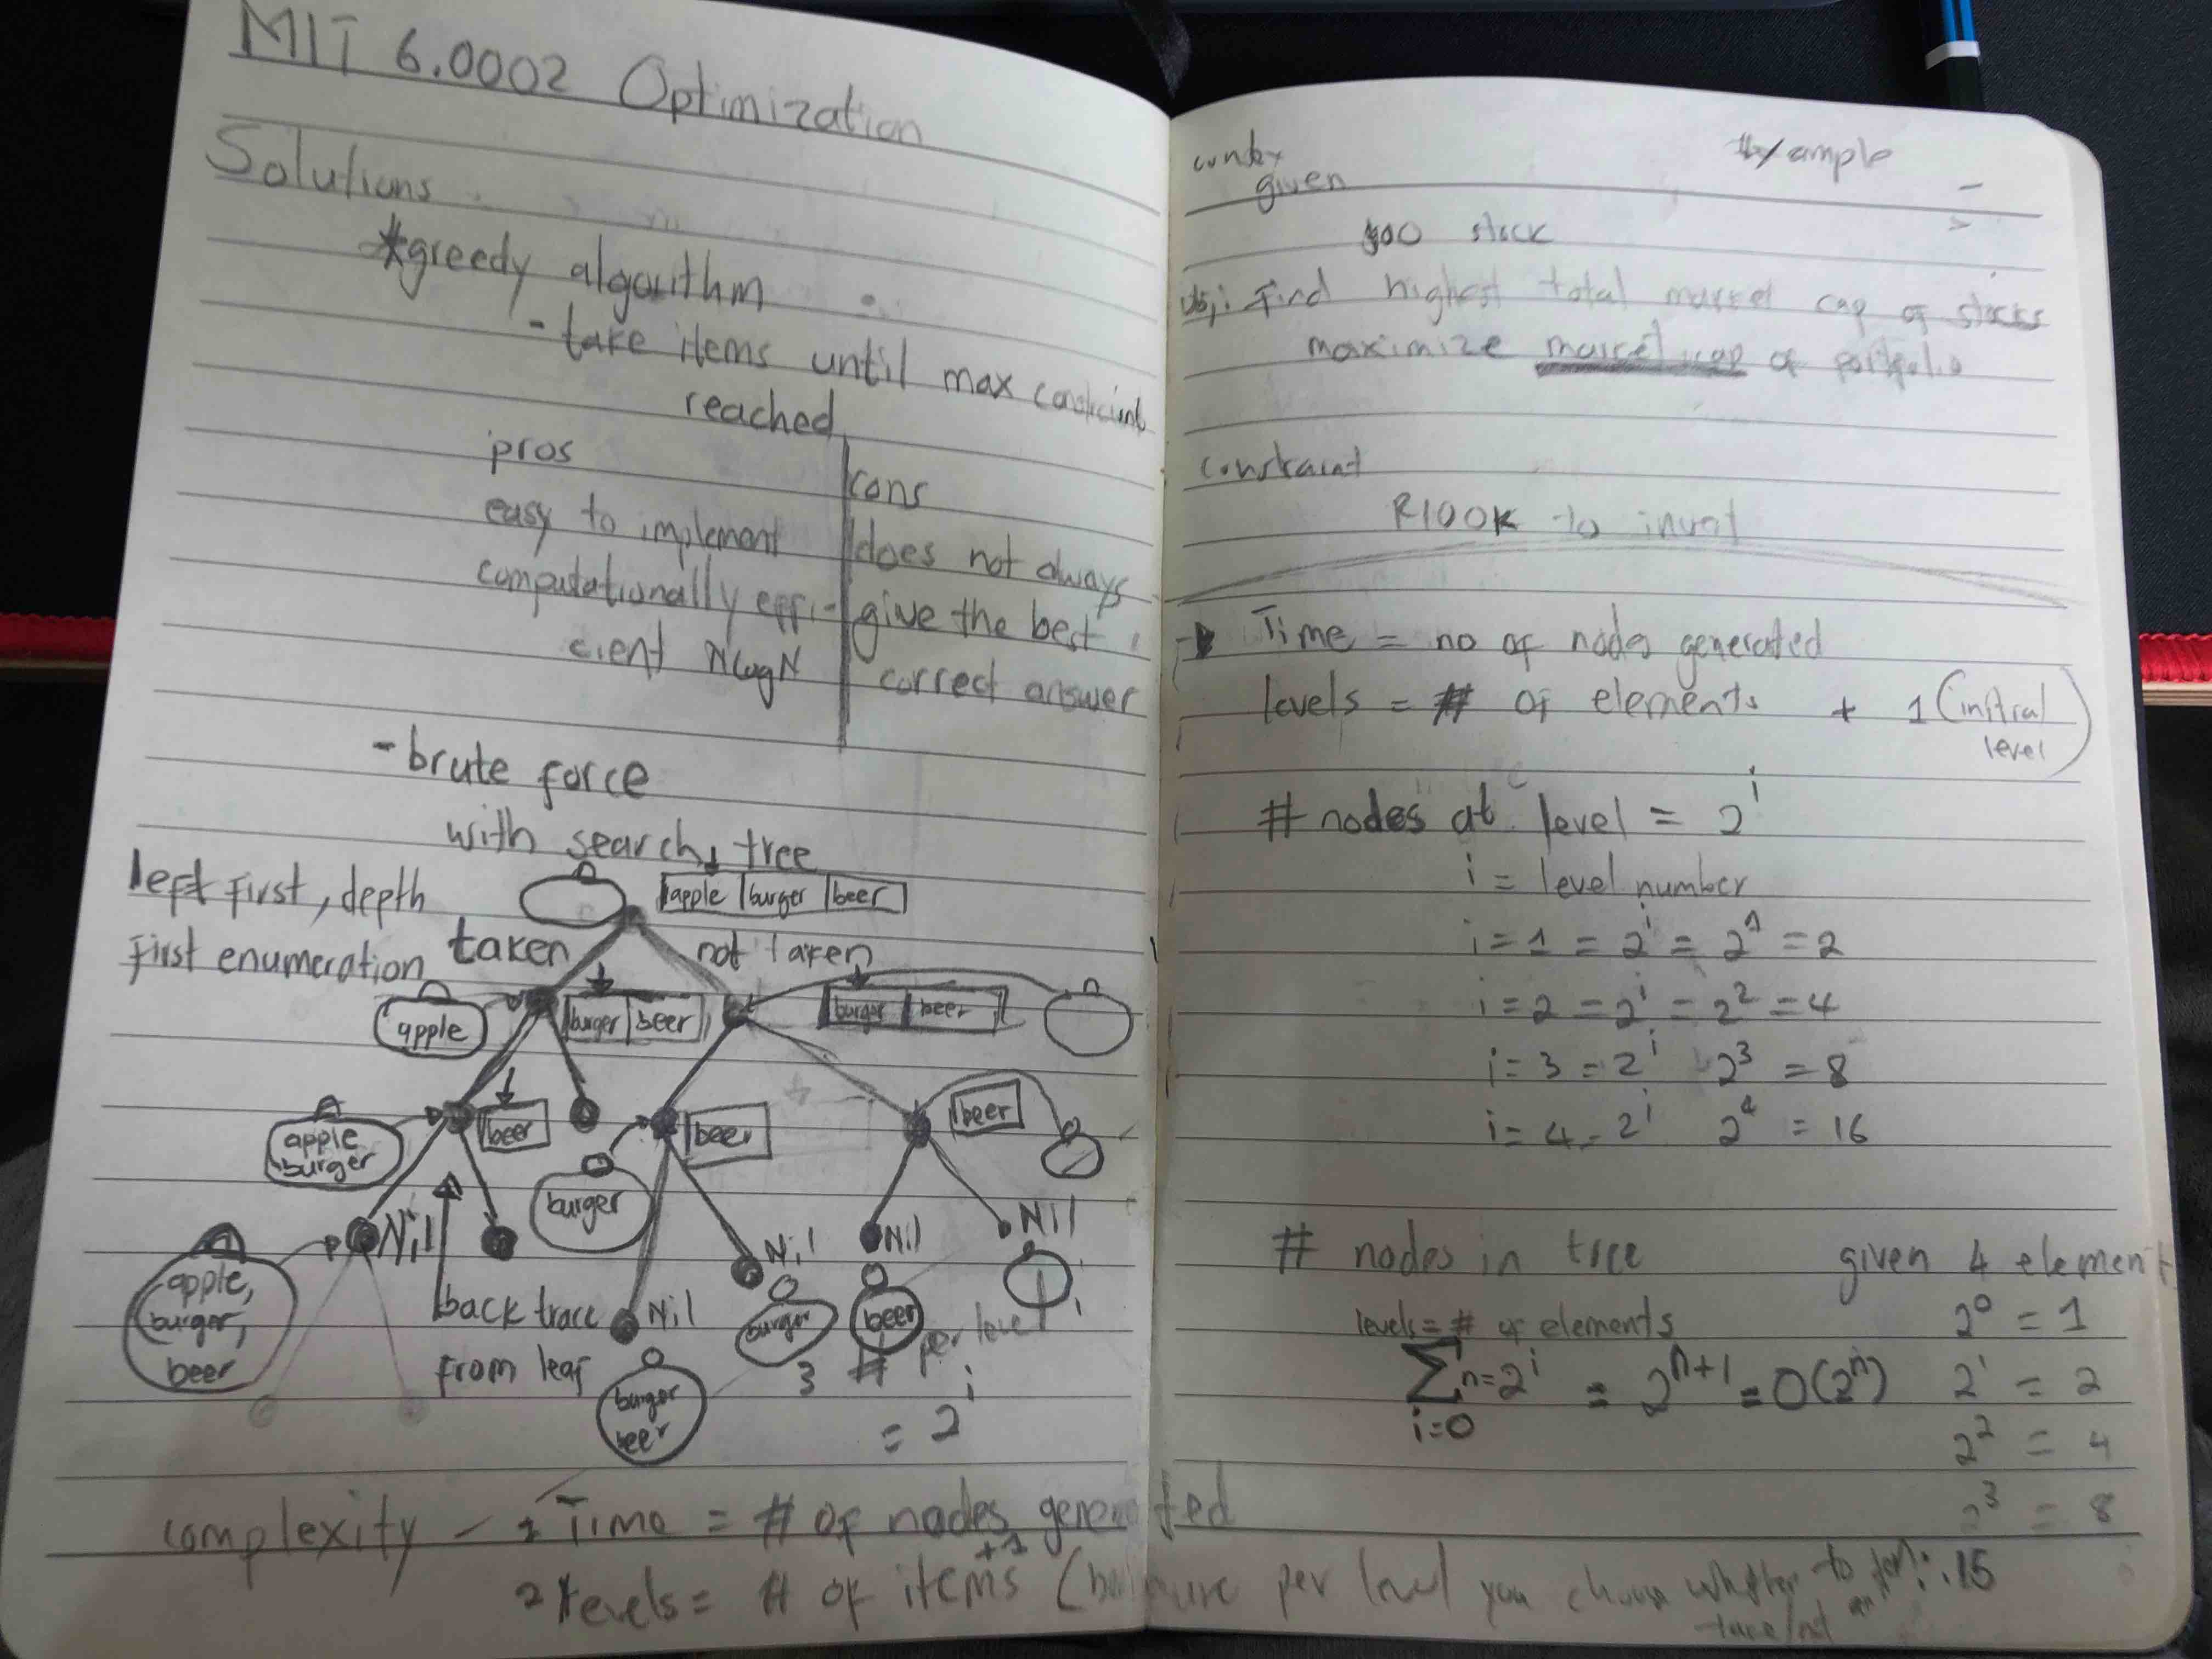 MIT 6.0002 Optimization
Solutions
*greedy algorithm
- take items until max
reached
pros
easy to implement
computationally effi-
cient NlogN
cons
does not always
give the best
correct answer
- brute force
with search tree
left first, depth
first enumeration
apple burger beer
taken
not taken
apple
burger beer
burger beer
apple
burger
beer
burger
beer
beer
apple,
burger,
beer
Nil
back trace
from leaf
Nil
burger
beer
Nil
burger
Nil
beer
Nil
3 # per level
= 2^i
complexity - 1 Time = # of nodes generated
2 levels = # of items +1 (because per level you choose whether to
take/not
example
given
stock
obj: Find highest total market cap of stocks
maximize market cap of portfolio
constraint
R100K to invest
Time = no of nodes generated
levels = # of elements + 1 (initial
level)
# nodes at level = 2^i
i = level number
i = 1 = 2^i = 2^1 = 2
i = 2 = 2^i = 2^2 = 4
i = 3 = 2^i 2^3 = 8
i = 4 = 2^i 2^4 = 16
# nodes in tree
levels = # of elements
∑ n= 2^i = 2^n+1 = O(2^n)
i=0
given 4 element
2^0 = 1
2^1 = 2
2^2 = 4
2^3 = 8
15